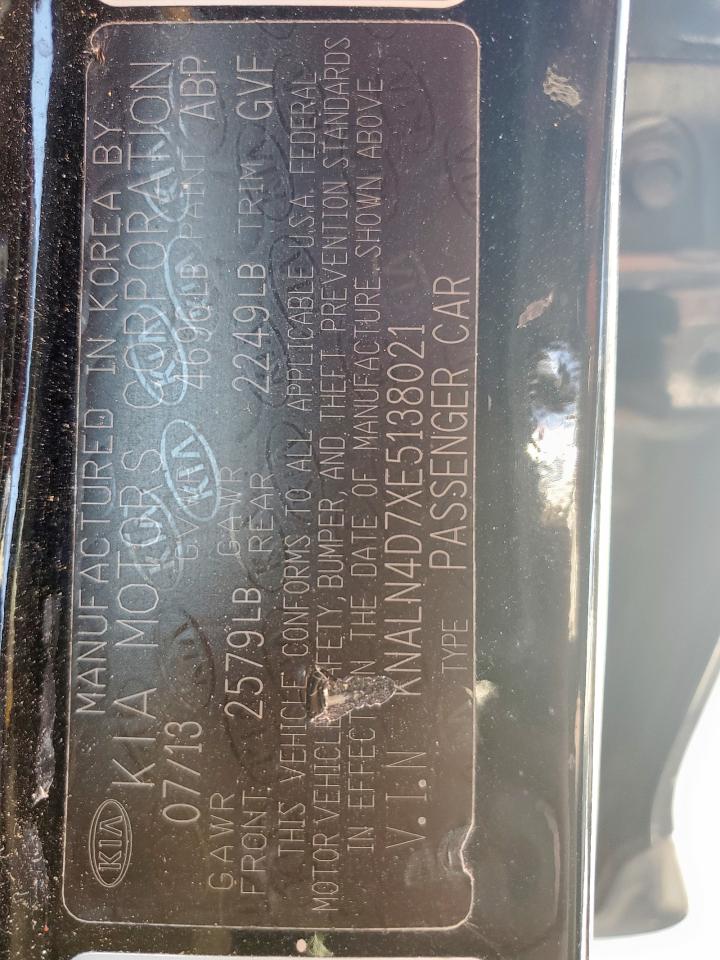 MANUFACTURED IN KOREA BY
KIA KIA MOTORS CORPORATION
07/13 GVWR 4696LB PAINT ABP
GAWR GAWR
FRONT 2579LB REAR 2249LB TRIM GVF
THIS VEHICLE CONFORMS TO ALL APPLICABLE U.S.A. FEDERAL
MOTOR VEHICLE SAFETY, BUMPER, AND THEFT PREVENTION STANDARDS
IN EFFECT ON THE DATE OF MANUFACTURE SHOWN ABOVE
V.I.N KNALN4D7XE5138021
TYPE PASSENGER CAR